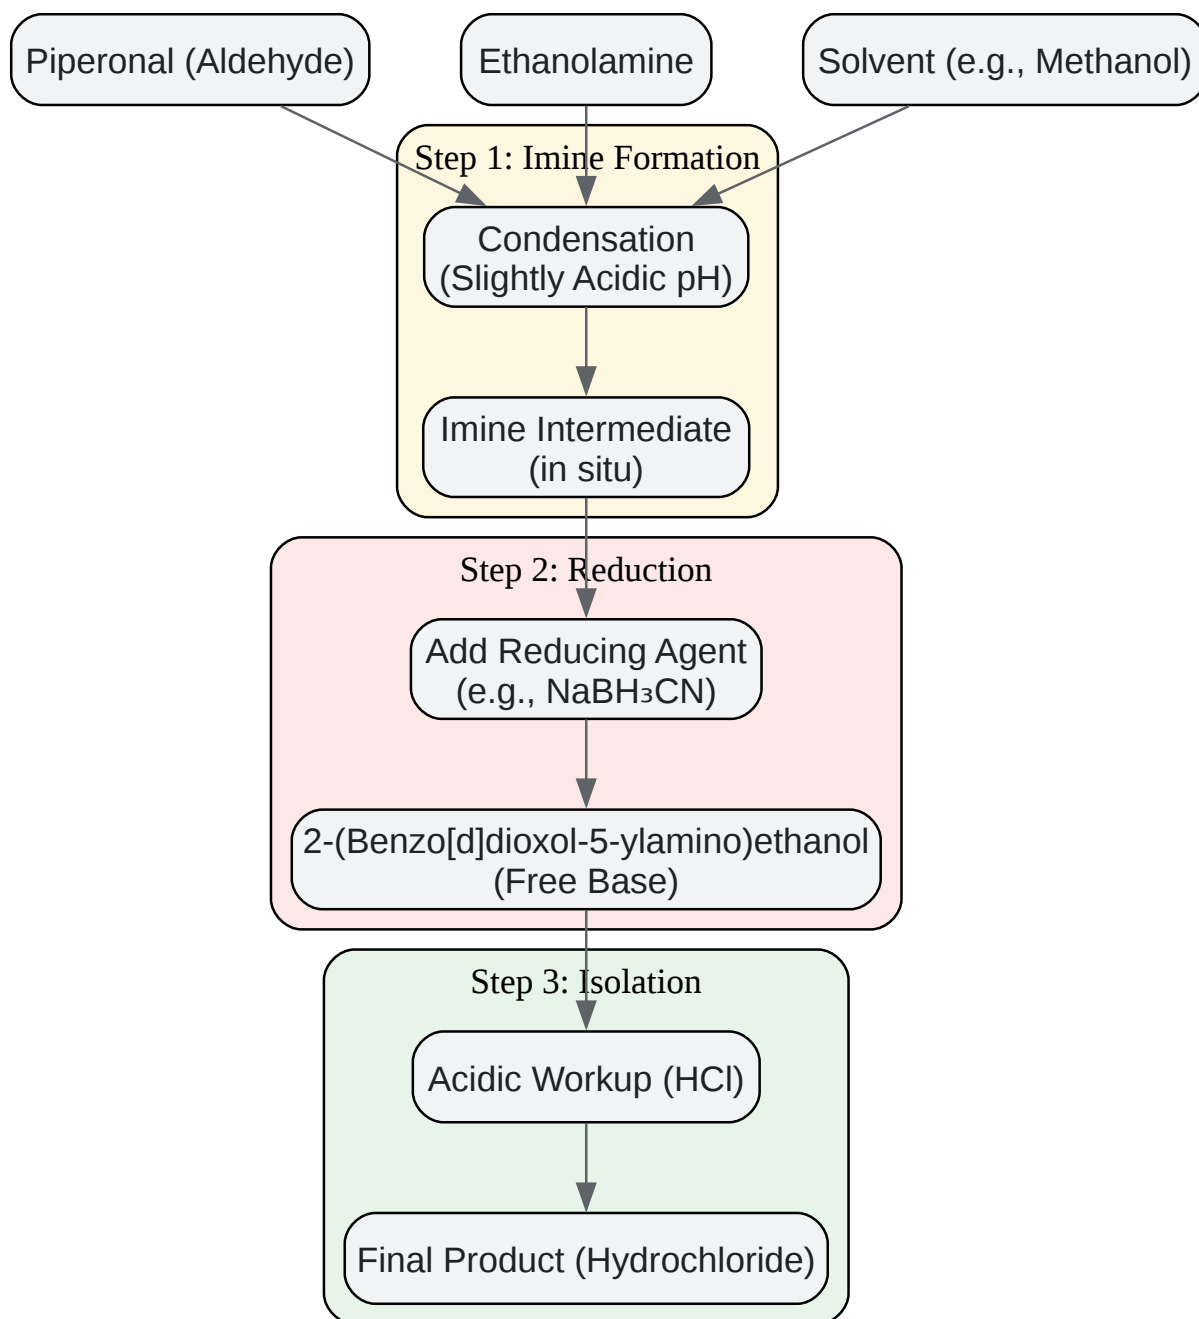 Piperonal (Aldehyde)
Ethanolamine
Solvent (e.g., Methanol)
Step 1: Imine Formation
Condensation
(Slightly Acidic pH)
Imine Intermediate
(in situ)
Step 2: Reduction
Add Reducing Agent
(e.g., NaBH₃CN)
2-(Benzo[d]dioxol-5-ylamino)ethanol
(Free Base)
Step 3: Isolation
Acidic Workup (HCl)
Final Product (Hydrochloride)